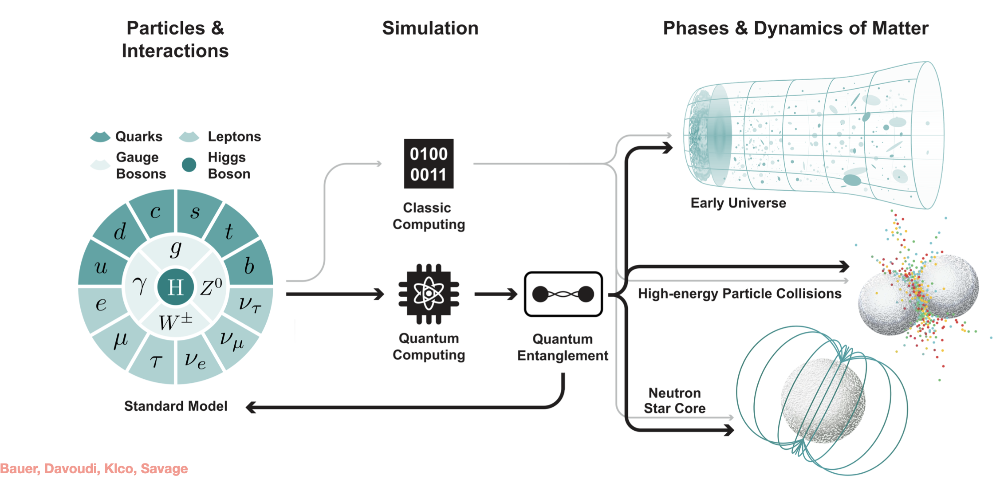 Particles &
Interactions
Simulation
Phases & Dynamics of Matter
Quarks
Leptons
Gauge
Bosons
Higgs
Boson
0100
0011
Classic
Computing
c
s
d
t
u
b
g
γ
H
Z⁰
W±
e
ν_τ
μ
ν_μ
τ
ν_e
Standard Model
Quantum
Computing
Quantum
Entanglement
Early Universe
High-energy Particle Collisions
Neutron
Star Core
Bauer, Davoudi, Klco, Savage